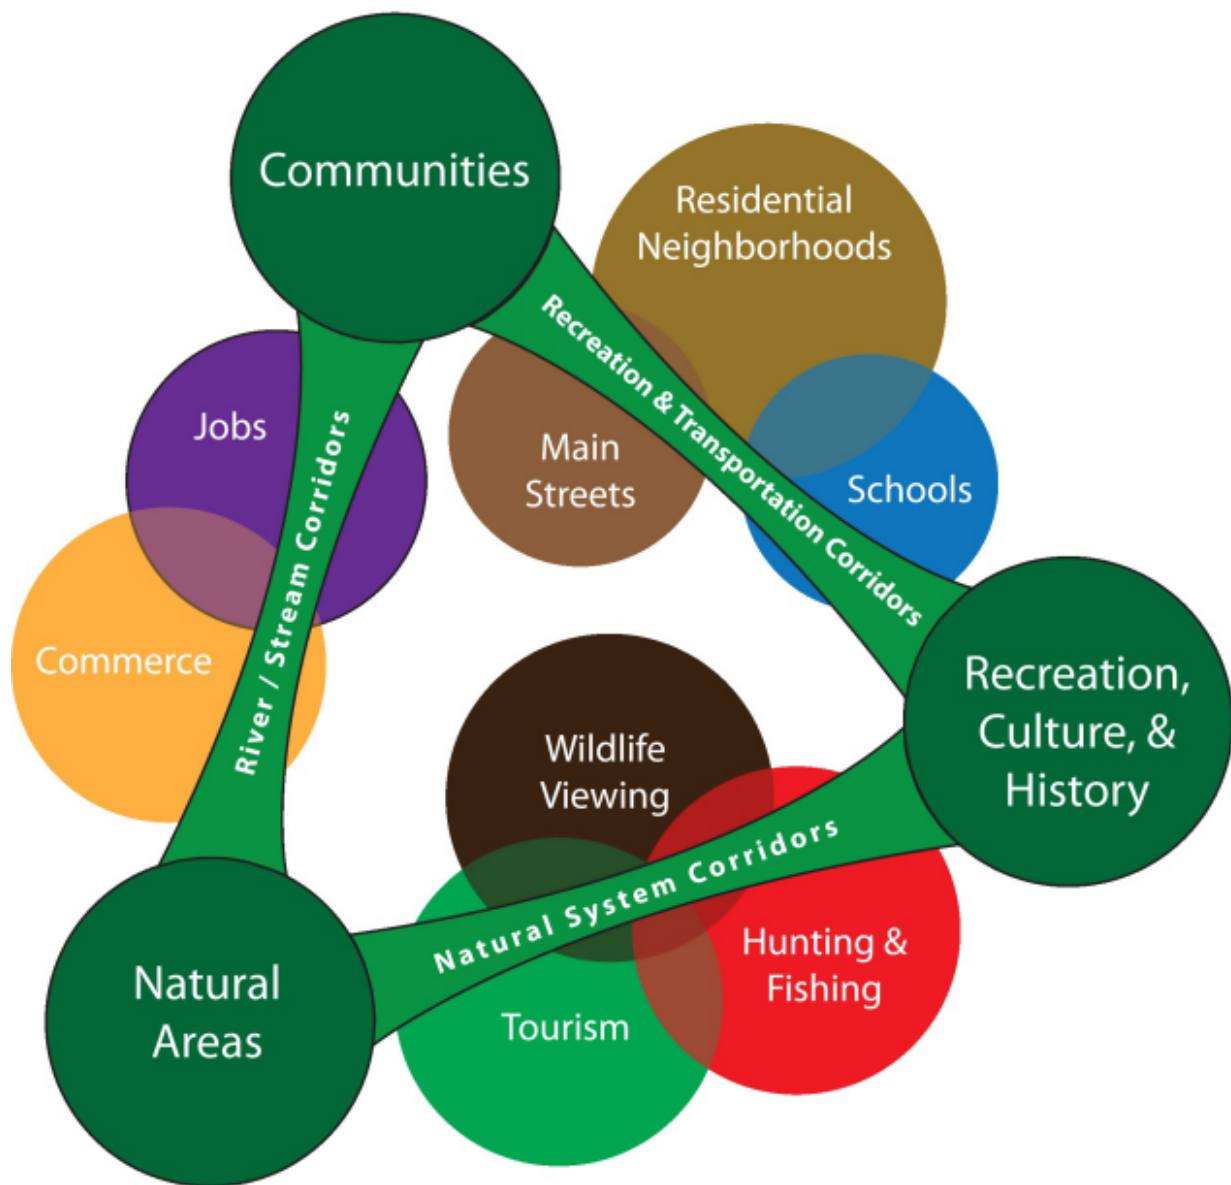 Communities
Residential
Neighborhoods
Recreation & Transportation Corridors
Jobs
River / Stream Corridors
Main
Streets
Schools
Commerce
Recreation,
Culture, &
History
Wildlife
Viewing
Natural System Corridors
Hunting &
Fishing
Natural
Areas
Tourism